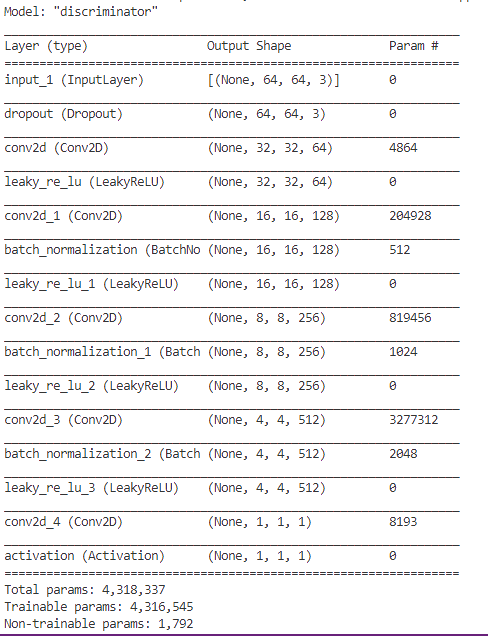 Model: "discriminator"
Layer (type) Output Shape Param #
input_1 (InputLayer) [(None, 64, 64, 3)] 0
dropout (Dropout) (None, 64, 64, 3) 0
conv2d (Conv2D) (None, 32, 32, 64) 4864
leaky_re_lu (LeakyReLU) (None, 32, 32, 64) 0
conv2d_1 (Conv2D) (None, 16, 16, 128) 204928
batch_normalization (BatchNo (None, 16, 16, 128) 512
leaky_re_lu_1 (LeakyReLU) (None, 16, 16, 128) 0
conv2d_2 (Conv2D) (None, 8, 8, 256) 819456
batch_normalization_1 (Batch (None, 8, 8, 256) 1024
leaky_re_lu_2 (LeakyReLU) (None, 8, 8, 256) 0
conv2d_3 (Conv2D) (None, 4, 4, 512) 3277312
batch_normalization_2 (Batch (None, 4, 4, 512) 2048
leaky_re_lu_3 (LeakyReLU) (None, 4, 4, 512) 0
conv2d_4 (Conv2D) (None, 1, 1, 1) 8193
activation (Activation) (None, 1, 1, 1) 0
Total params: 4,318,337
Trainable params: 4,316,545
Non-trainable params: 1,792